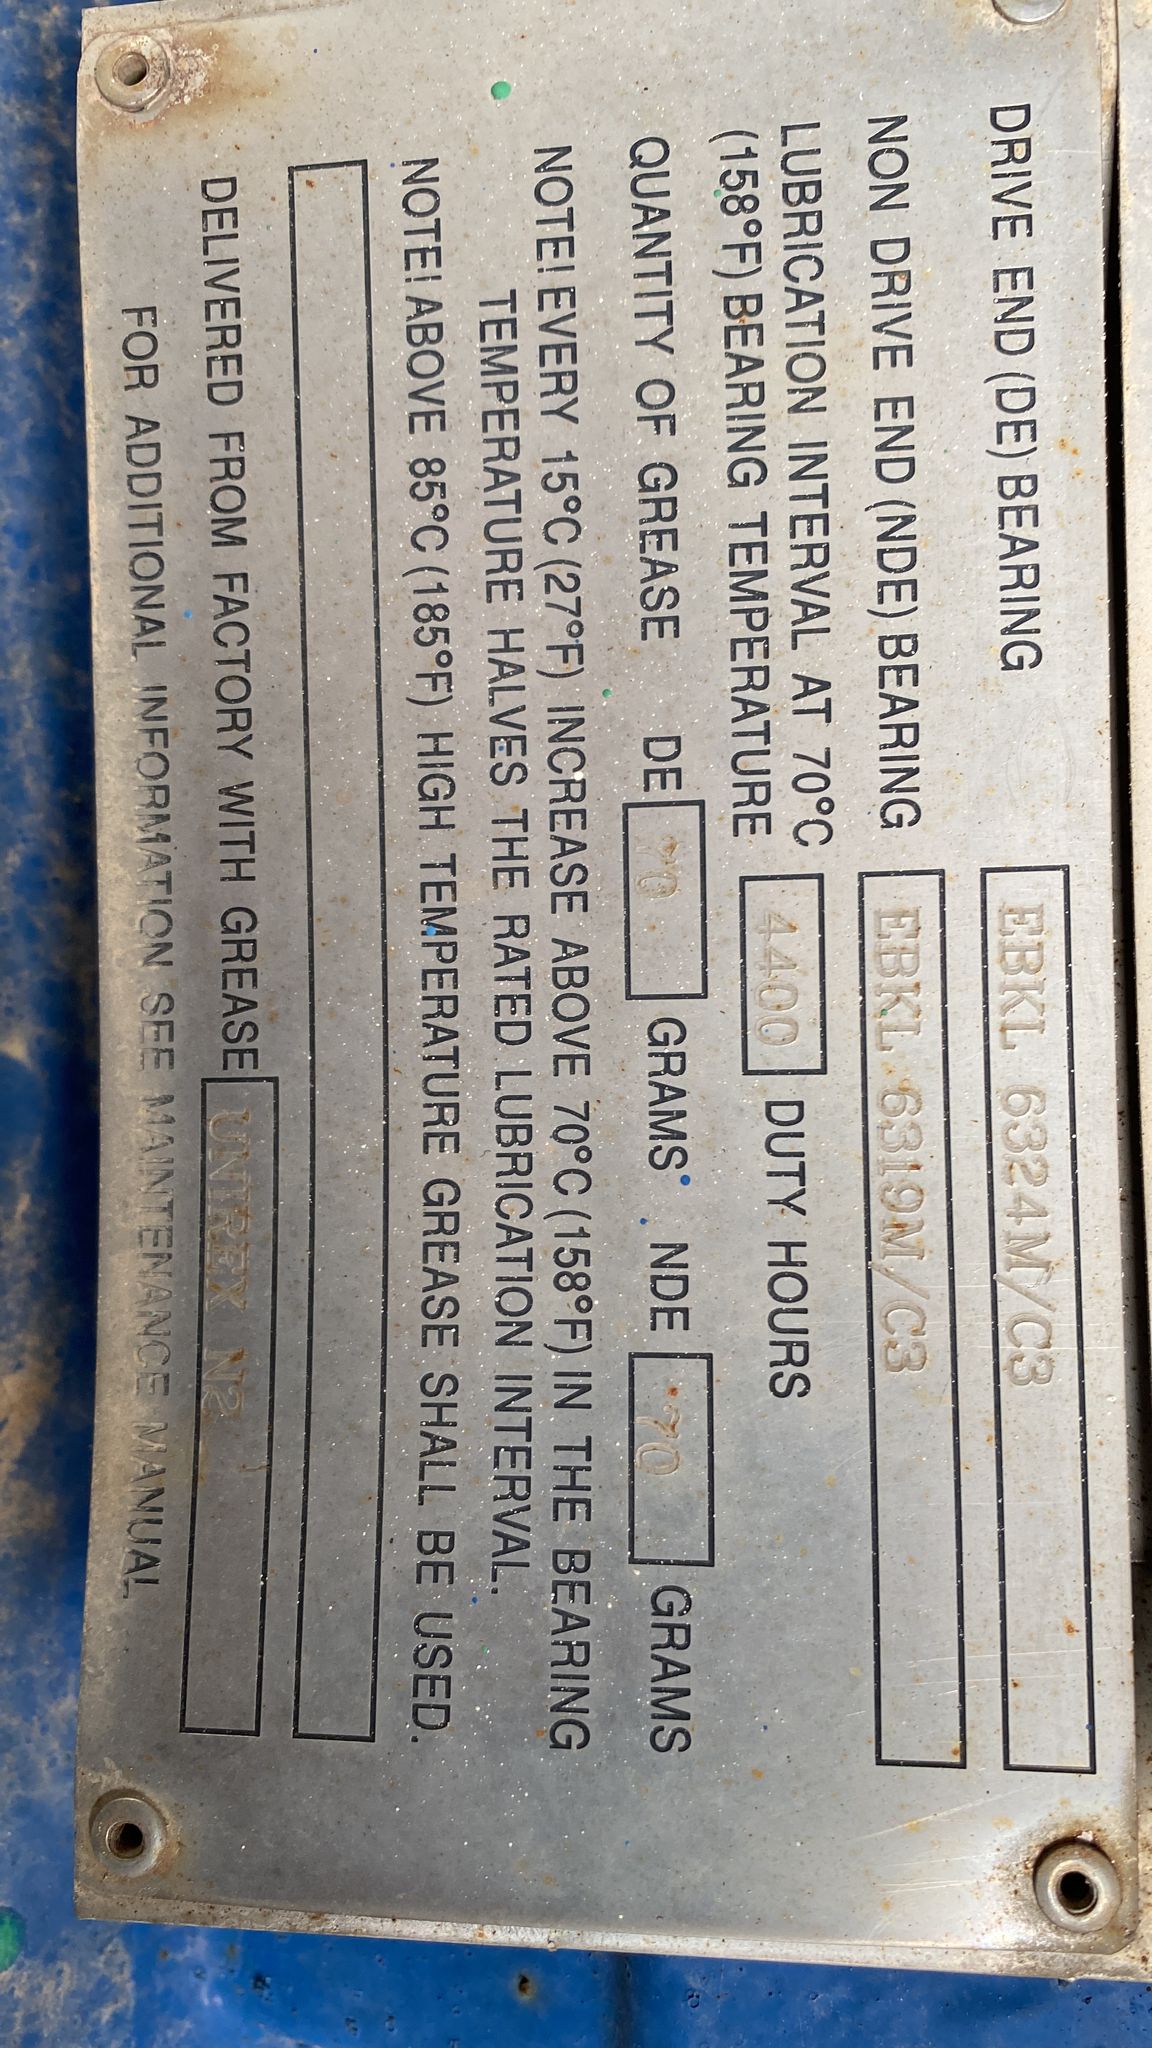 DRIVE END (DE) BEARING EBKL 6324M/C3
NON DRIVE END (NDE) BEARING EBKL 6319M/C3
LUBRICATION INTERVAL AT 70°C
(158°F) BEARING TEMPERATURE 4400 DUTY HOURS
QUANTITY OF GREASE DE 70 GRAMS NDE 70 GRAMS
NOTE! EVERY 15°C (27°F) INCREASE ABOVE 70°C (158°F) IN THE BEARING
TEMPERATURE HALVES THE RATED LUBRICATION INTERVAL.
NOTE! ABOVE 85°C (185°F) HIGH TEMPERATURE GREASE SHALL BE USED.
DELIVERED FROM FACTORY WITH GREASE UNIREX N2
FOR ADDITIONAL INFORMATION SEE MAINTENANCE MANUAL